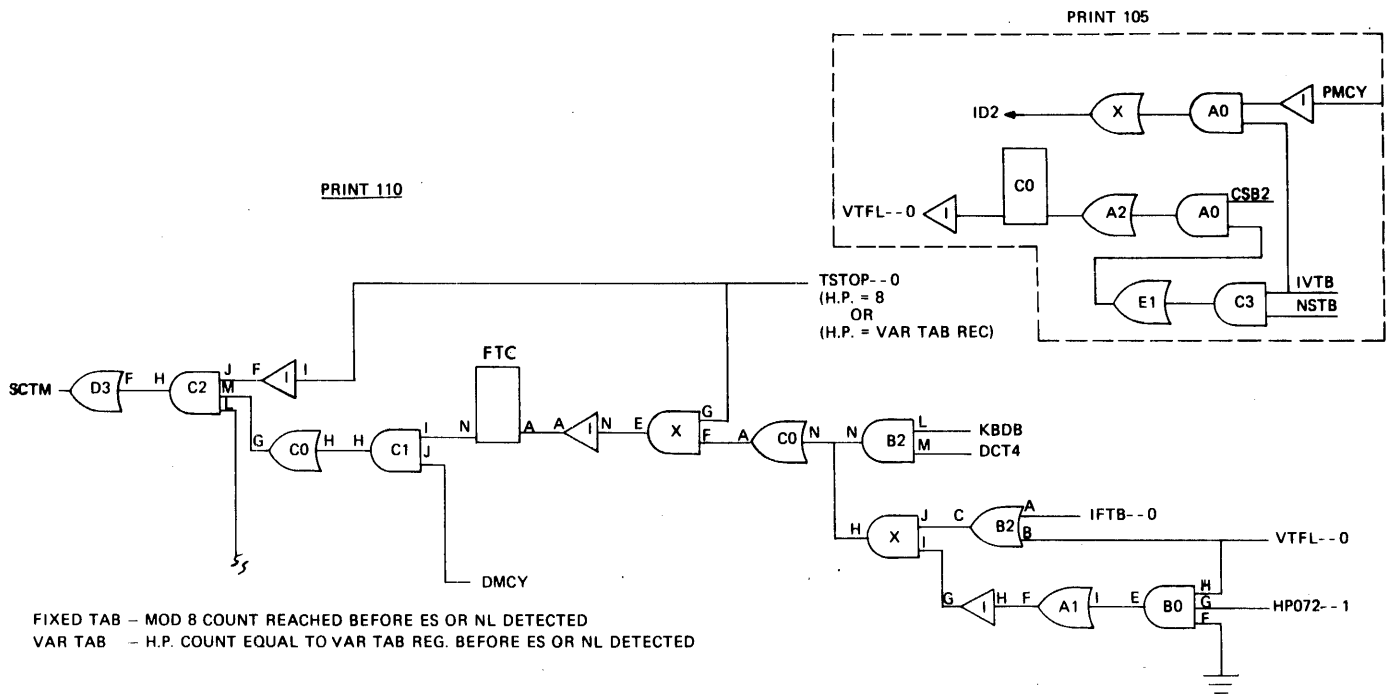 PRINT 105
PMCY
I
A0
X
ID2
PRINT 110
C0
CSB2
A0
A2
I
VTFL--0
TSTOP--0
(H.P. = 8
OR
(H.P. = VAR TAB REC)
IVTB
NSTB
C3
E1
FTC
SCTM
D3
F
H
C2
J
M
L
F
I
I
G
C0
H
H
C1
I
J
N
A
A
I
N
E
X
G
F
A
C0
N
N
B2
L
M
KBDB
DCT4
H
X
J
I
C
B2
A
B
IFTB--0
VTFL--0
DMCY
G
I
H
F
A1
I
E
B0
H
G
F
HP072--1
FIXED TAB – MOD 8 COUNT REACHED BEFORE ES OR NL DETECTED
VAR TAB – H.P. COUNT EQUAL TO VAR TAB REG. BEFORE ES OR NL DETECTED